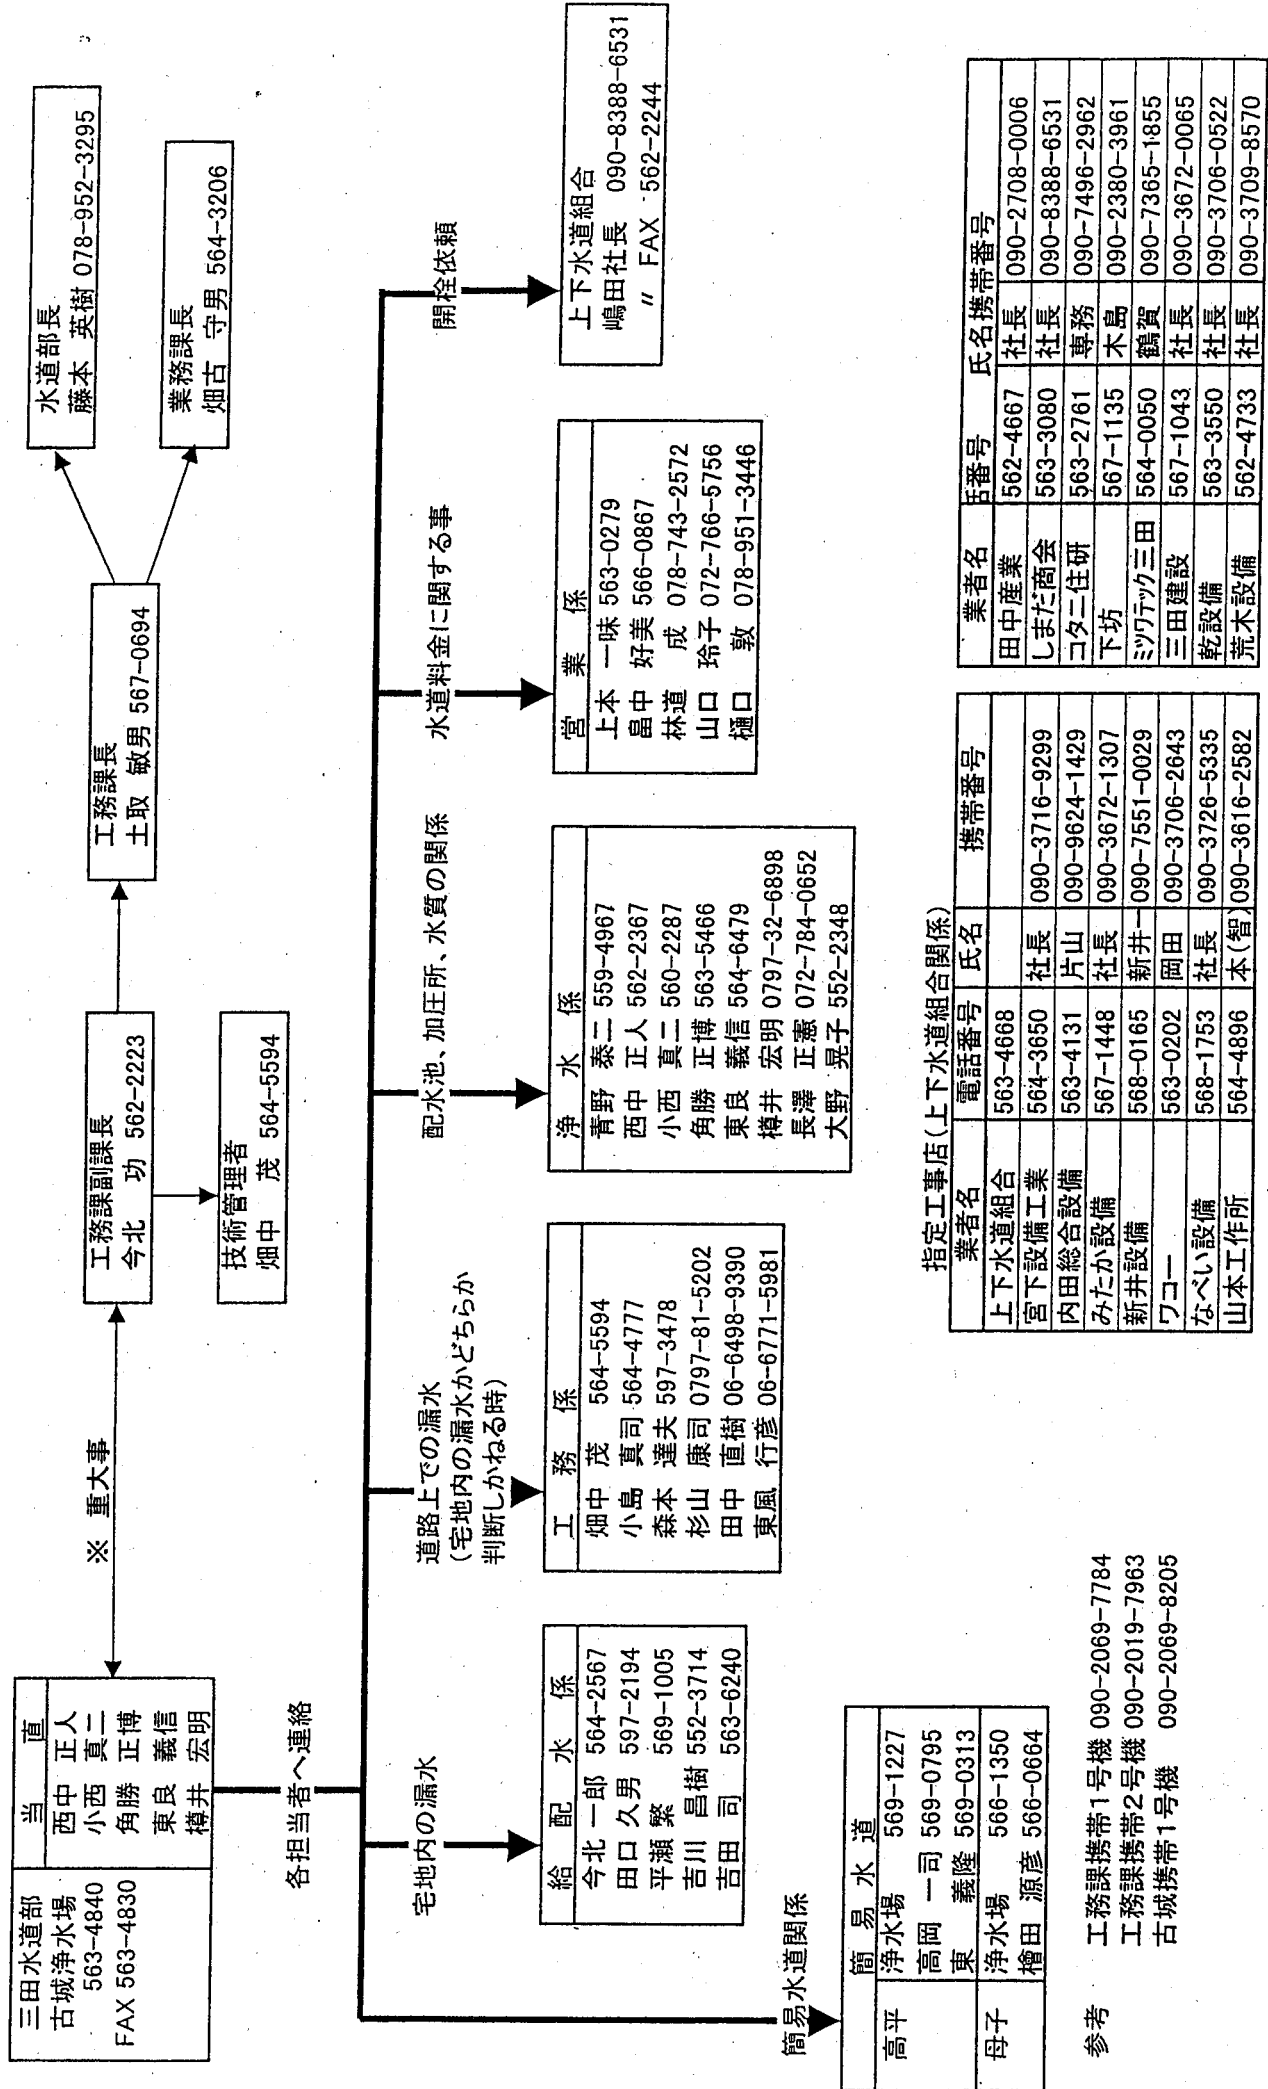 三田水道部
古城浄水場
563-4840
FAX 563-4830
当 直
西中 正人
小西 真二
角勝 正博
東良 義信
樽井 宏明
※ 重大事
工務課副課長
今北 功 562-2223
技術管理者
畑中 茂 564-5594
工務課長
土取 敏男 567-0694
水道部長
藤本 英樹 078-952-3295
業務課長
畑古 守男 564-3206
各担当者へ連絡
簡易水道関係
宅地内の漏水
道路上での漏水
(宅地内の漏水かどちらか
判断しかねる時)
配水池、加圧所、水質の関係
水道料金に関する事
開栓依頼
給 配 水 係
今北 一郎 564-2567
田口 久男 597-2194
平瀬 繁 569-1005
吉川 昌樹 552-3714
吉田 司 563-6240
工 務 係
畑中 茂 564-5594
小島 真司 564-4777
森本 達夫 597-3478
杉山 康司 0797-81-5202
田中 直樹 06-6498-9390
東風 行彦 06-6771-5981
浄 水 係
青野 泰二 559-4967
西中 正人 562-2367
小西 真二 560-2287
角勝 正博 563-5466
東良 義信 564-6479
樽井 宏明 0797-32-6898
長澤 正憲 072-784-0652
大野 晃子 552-2348
営 業 係
上本 一味 563-0279
畠中 好美 566-0867
林道 成 078-743-2572
山口 玲子 072-766-5756
樋口 敦 078-951-3446
上下水道組合
嶋田社長 090-8388-6531
〃 FAX 562-2244
簡 易 水 道
高平 浄水場 569-1227
高岡 一司 569-0795
東 義隆 569-0313
母子 浄水場 566-1350
檜田 源彦 566-0664
参考 工務課携帯1号機 090-2069-7784
工務課携帯2号機 090-2019-7963
古城携帯1号機 090-2069-8205
指定工事店(上下水道組合関係)
業者名 電話番号 氏名 携帯番号
上下水道組合 563-4668
宮下設備工業 564-3650 社長 090-3716-9299
内田総合設備 563-4131 片山 090-9624-1429
みたか設備 567-1448 社長 090-3672-1307
新井設備 568-0165 新井一 090-7551-0029
ワコー 563-0202 岡田 090-3706-2643
なべい設備 568-1753 社長 090-3726-5335
山本工作所 564-4896 本(智) 090-3616-2582
業者名 話番号 氏名携帯番号
田中産業 562-4667 社長 090-2708-0006
しまだ商会 563-3080 社長 090-8388-6531
コタニ住研 563-2761 専務 090-7496-2962
下坊 567-1135 木島 090-2380-3961
ミツワテック三田 564-0050 鶴賀 090-7365-1855
三田建設 567-1043 社長 090-3672-0065
乾設備 563-3550 社長 090-3706-0522
荒木設備 562-4733 社長 090-3709-8570